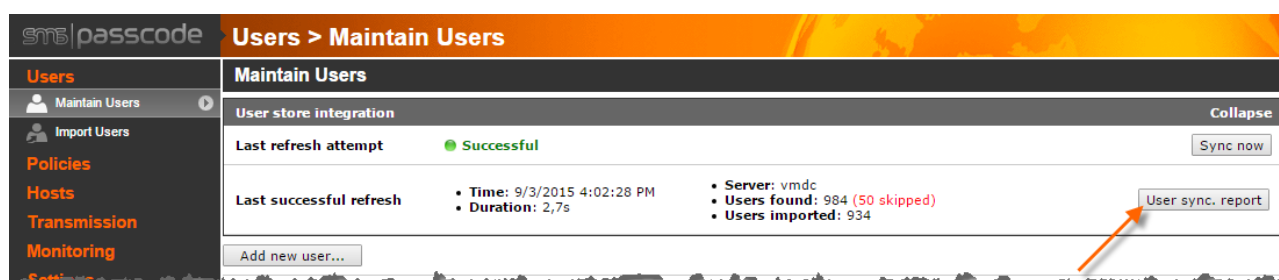 sms|passcode
Users > Maintain Users
Users
Maintain Users
Import Users
Policies
Hosts
Transmission
Monitoring
Settings
Maintain Users
User store integration
Collapse
Last refresh attempt
Successful
Sync now
Last successful refresh
• Time: 9/3/2015 4:02:28 PM
• Duration: 2,7s
• Server: vmdc
• Users found: 984 (50 skipped)
• Users imported: 934
User sync. report
Add new user...